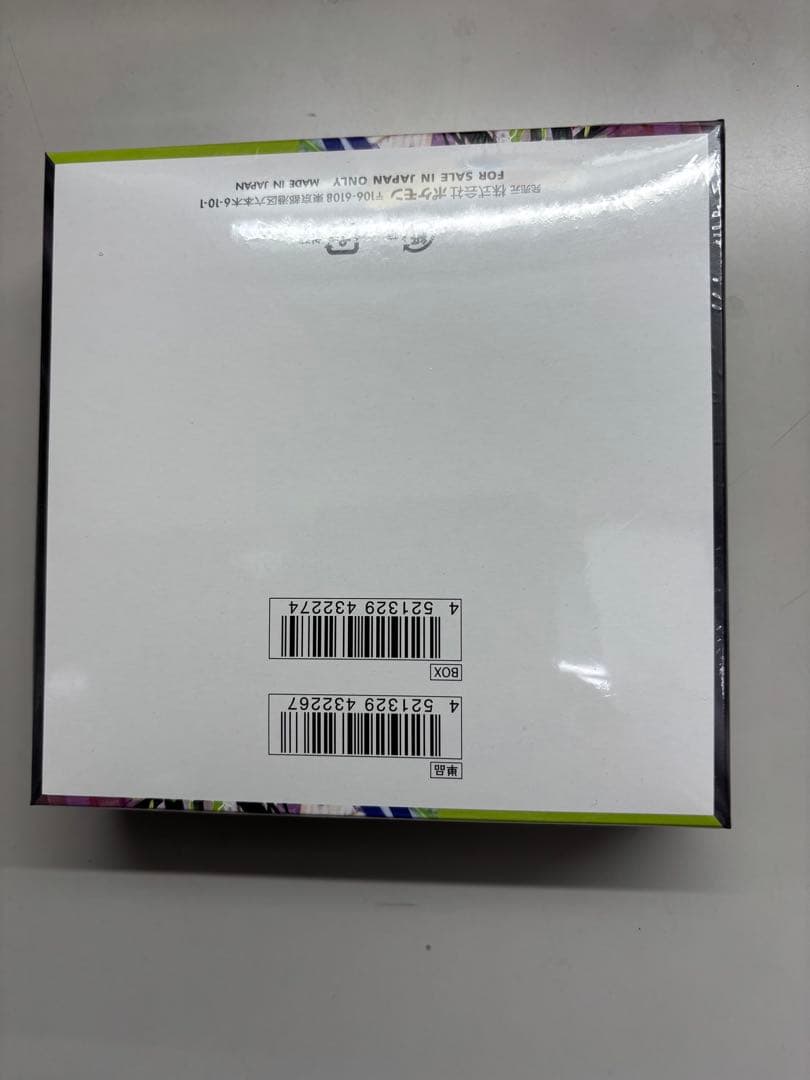 単品
4 521329 432267
BOX
4 521329 432274
発売元 株式会社ポケモン 〒106-6108 東京都港区六本木6-10-1
FOR SALE IN JAPAN ONLY MADE IN JAPAN